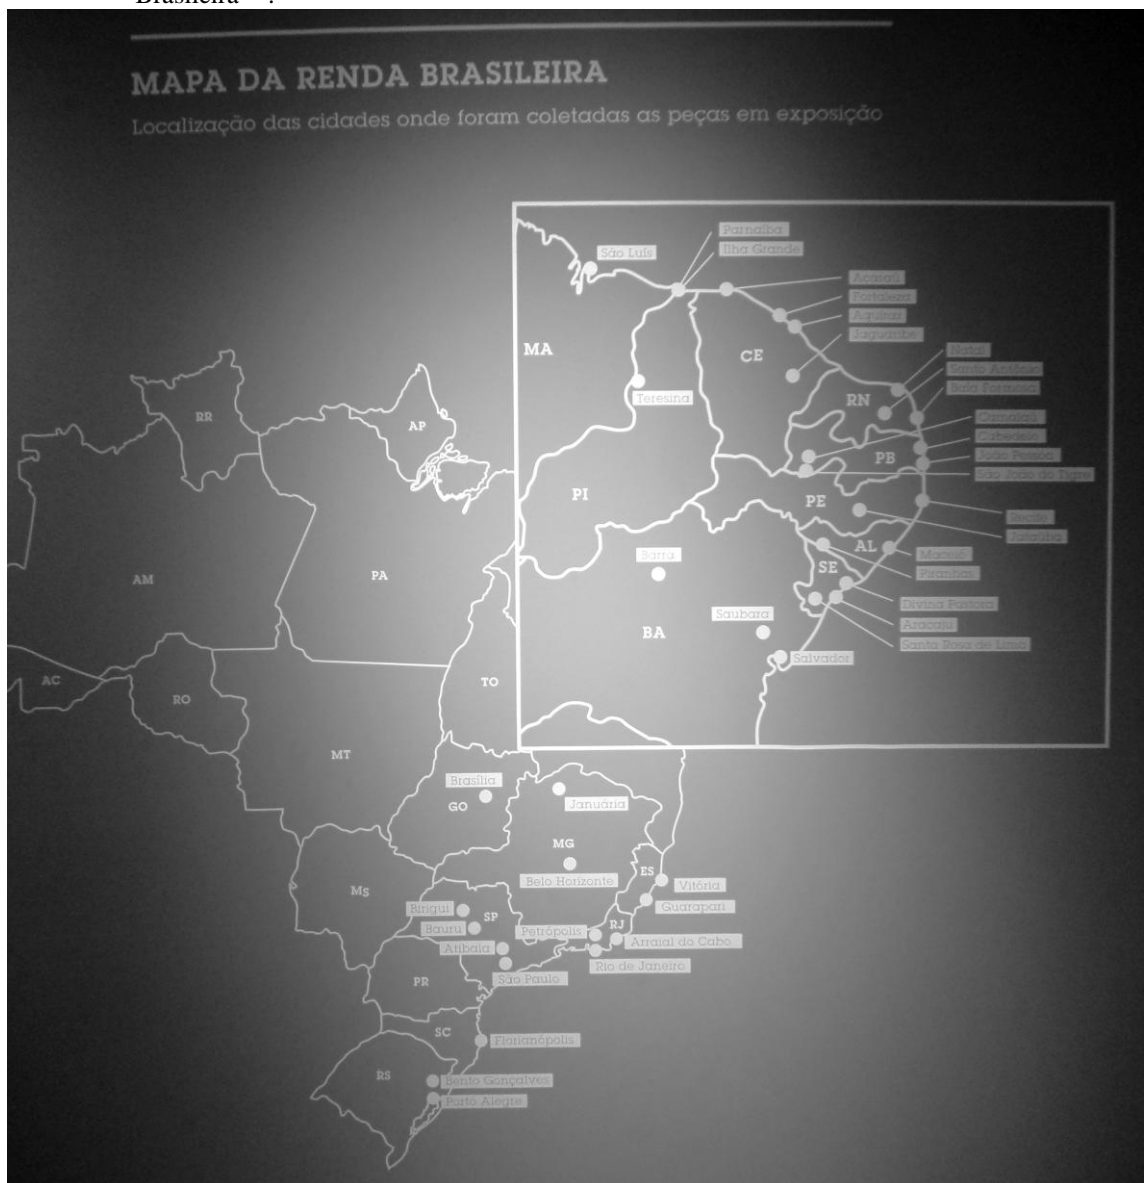 MAPA DA RENDA BRASILEIRA
Localização das cidades onde foram coletadas as peças em exposição
Parnaíba
Ilha Grande
São Luís
Acaraú
Fortaleza
Aquiraz
Jaguaribe
MA
CE
Natal
Santo Antônio
Baía Formosa
Teresina
RN
Camalaú
Cabedelo
João Pessoa
São João do Tigre
RR
AP
PB
PI
PE
Recife
Jataúba
AL
Maceió
Piranhas
Barra
SE
AM
PA
Divina Pastora
Aracaju
Santa Rosa de Lima
Saubara
BA
Salvador
AC
RO
TO
MT
Brasília
GO
Januária
MG
Belo Horizonte
ES
Vitória
Guarapari
MS
Birigui
SP
Bauru
Petrópolis
RJ
Arraial do Cabo
Atibaia
Rio de Janeiro
São Paulo
PR
SC
Florianópolis
RS
Bento Gonçalves
Porto Alegre